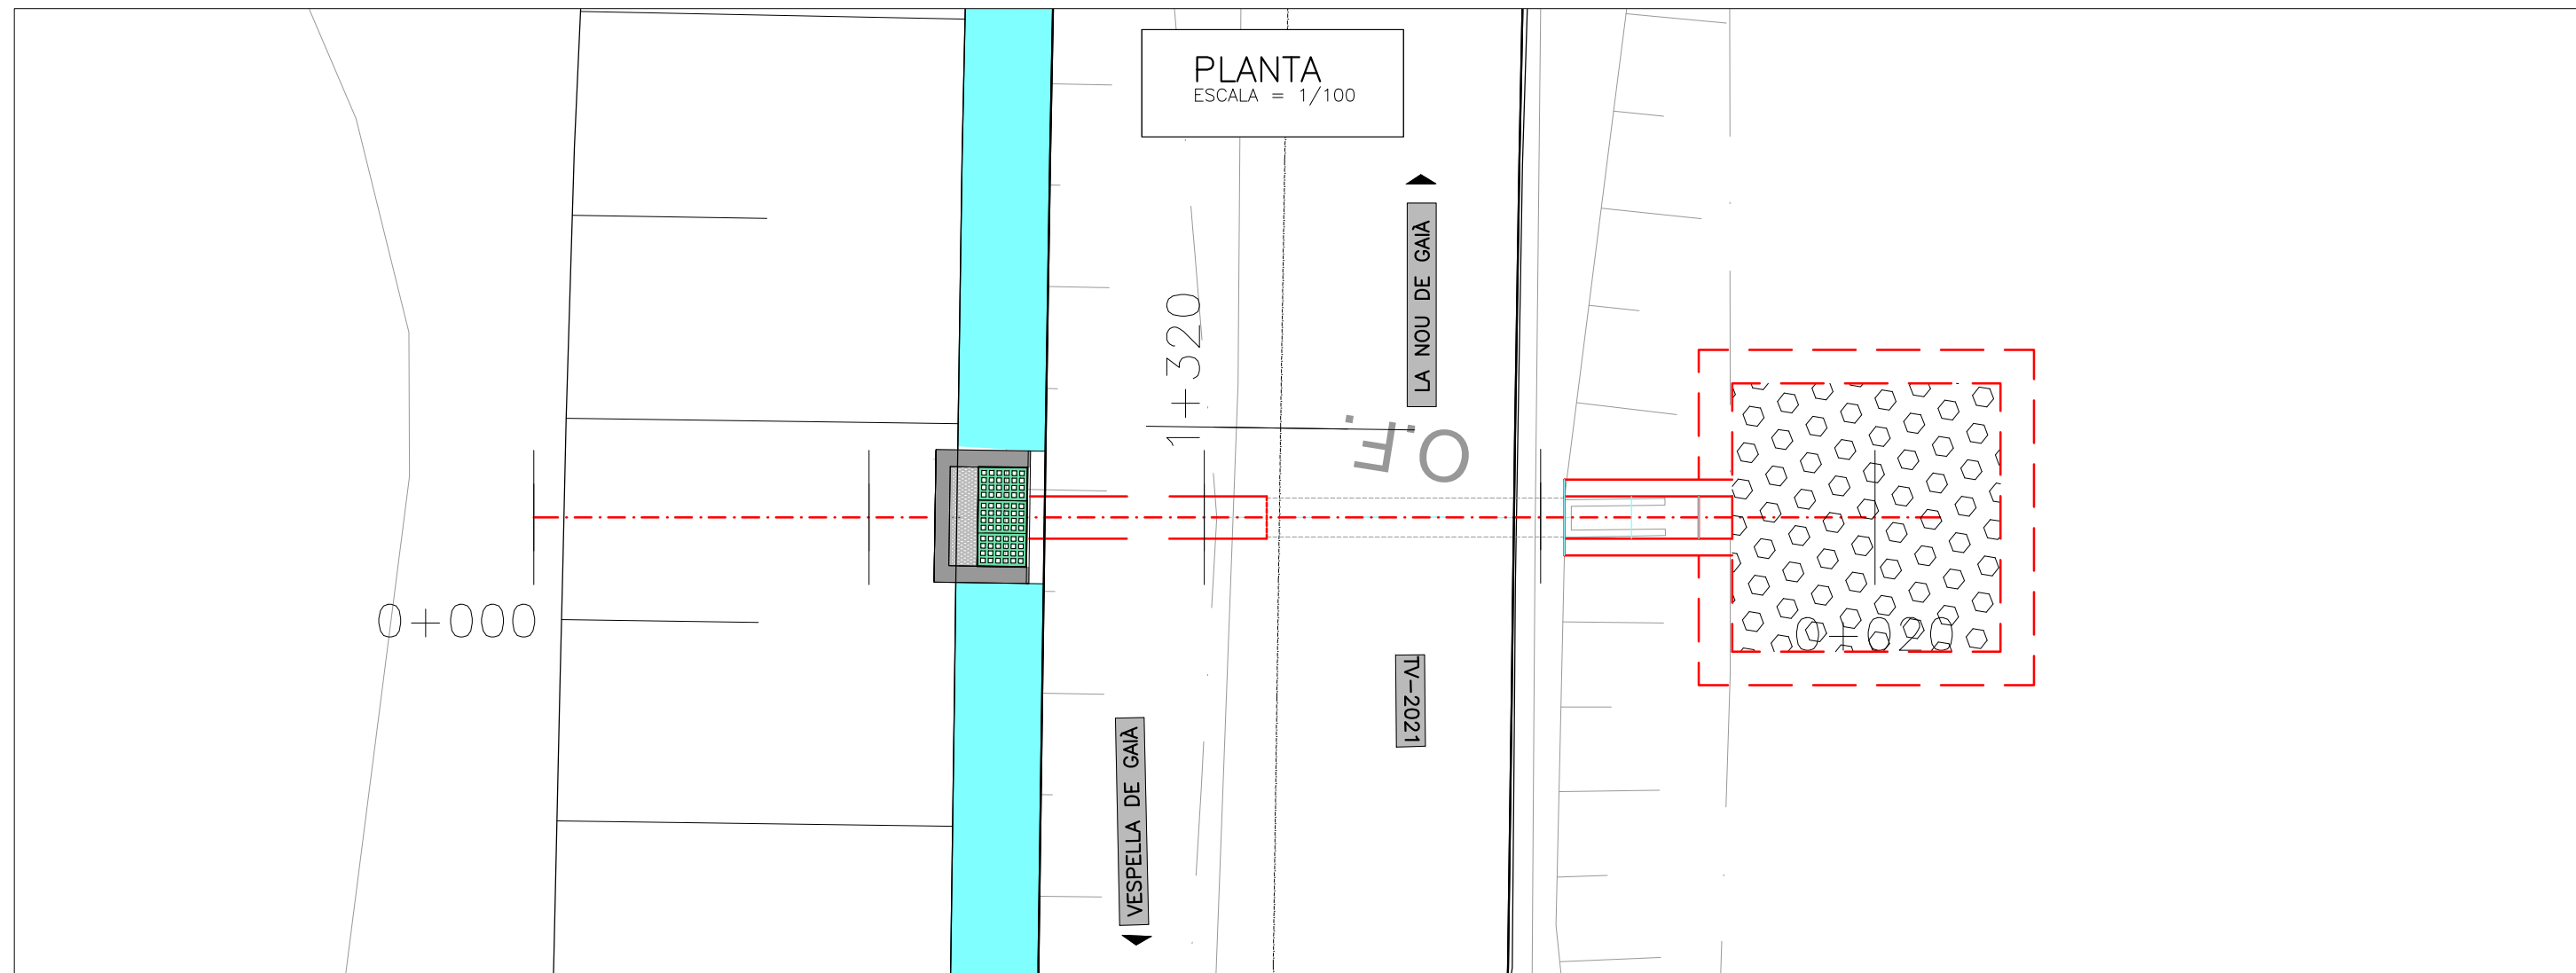 PLANTA
ESCALA = 1/100
LA NOU DE GAIÀ
1+320
O.F.
0+000
0+020
TV-2021
VESPELLA DE GAIÀ